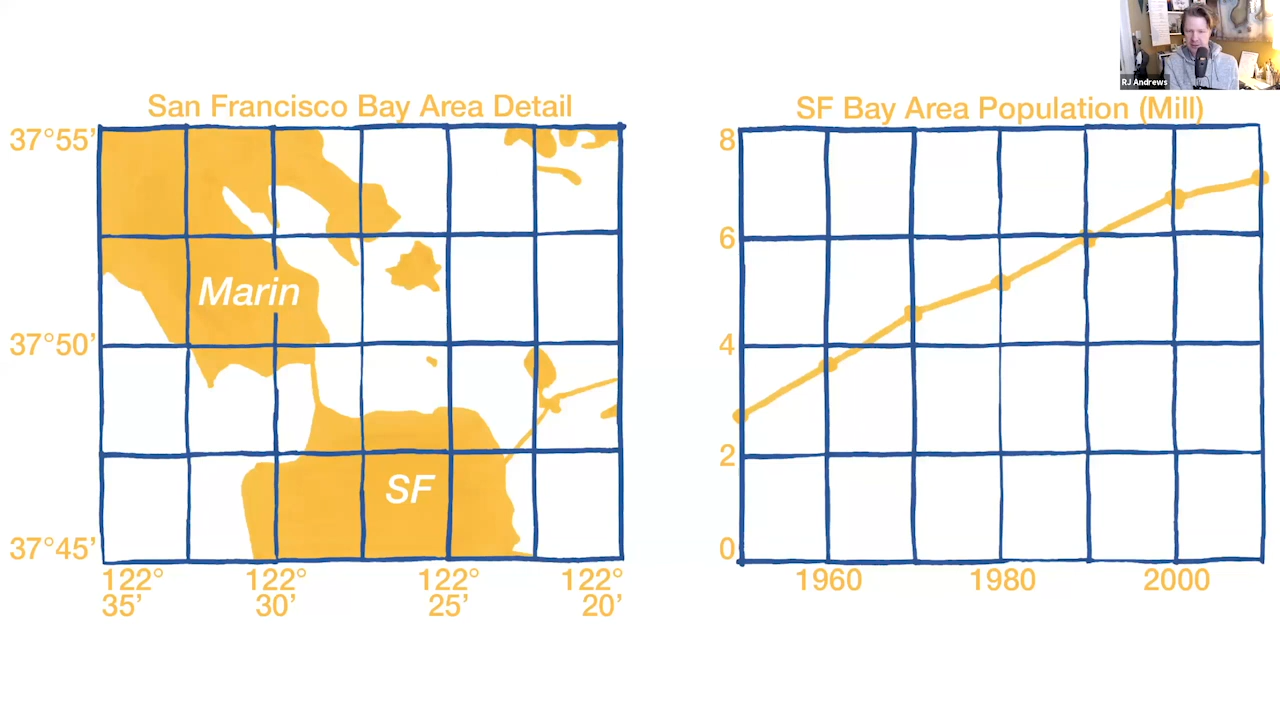 RJ Andrews
San Francisco Bay Area Detail
37°55’
37°50’
37°45’
Marin
SF
122° 122° 122° 122°
35’ 30’ 25’ 20’
SF Bay Area Population (Mill)
8
6
4
2
0
1960 1980 2000